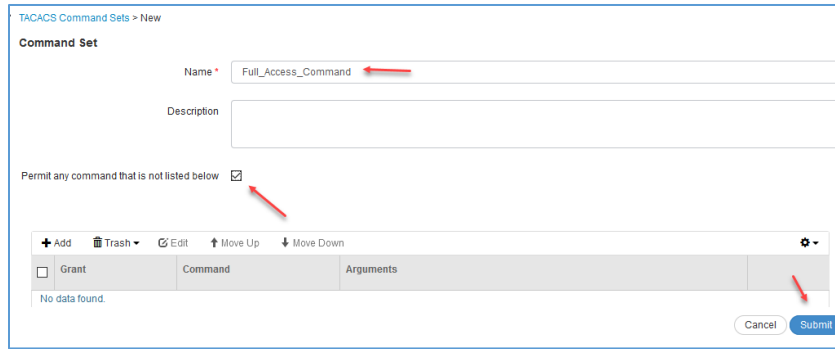 TACACS Command Sets > New
Command Set
Name * Full_Access_Command
Description
Permit any command that is not listed below
Add Trash Edit Move Up Move Down
Grant Command Arguments
No data found.
Cancel Submit